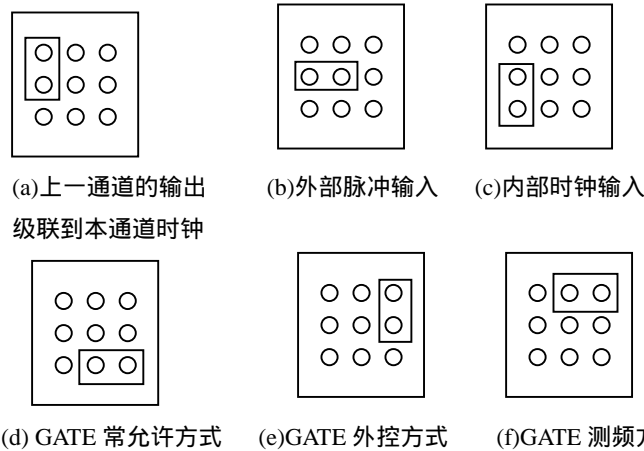 (a)上一通道的输出
级联到本通道时钟
(b)外部脉冲输入
(c)内部时钟输入
(d) GATE 常允许方式
(e)GATE 外控方式
(f)GATE 测频方